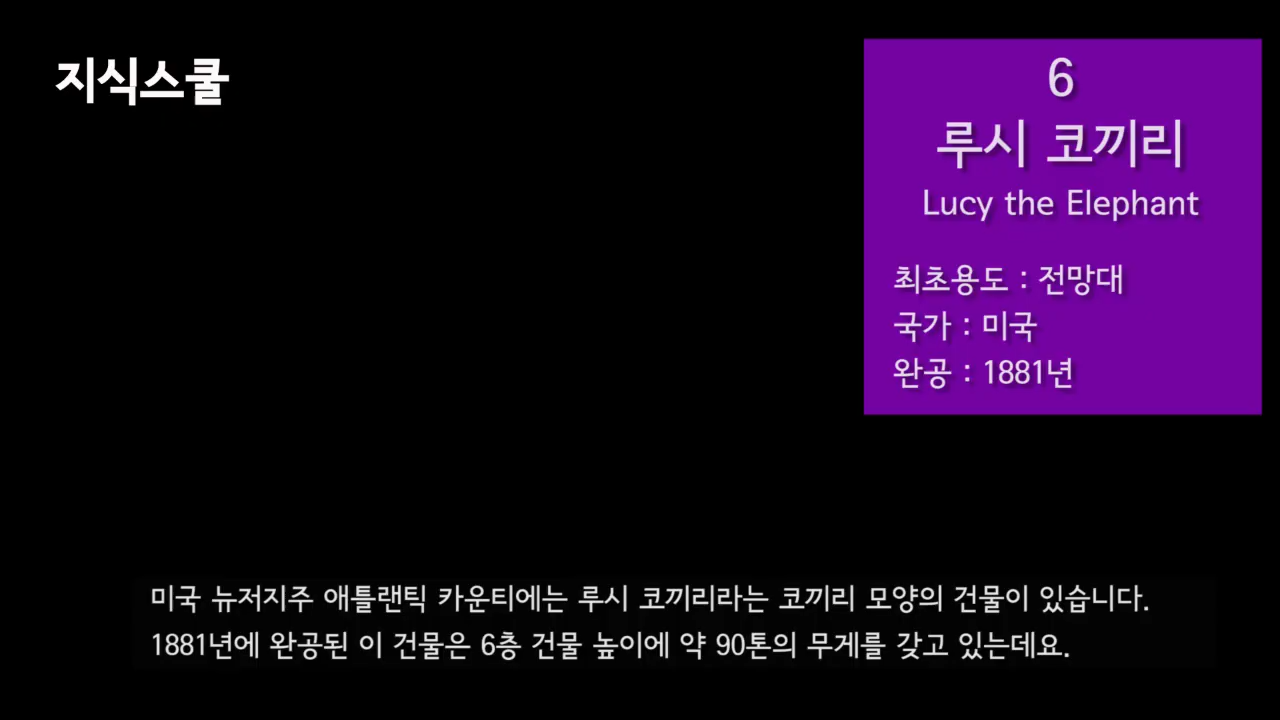 지식스쿨
6
루시 코끼리
Lucy the Elephant
최초용도 : 전망대
국가 : 미국
완공 : 1881년
미국 뉴저지주 애틀랜틱 카운티에는 루시 코끼리라는 코끼리 모양의 건물이 있습니다.
1881년에 완공된 이 건물은 6층 건물 높이에 약 90톤의 무게를 갖고 있는데요.